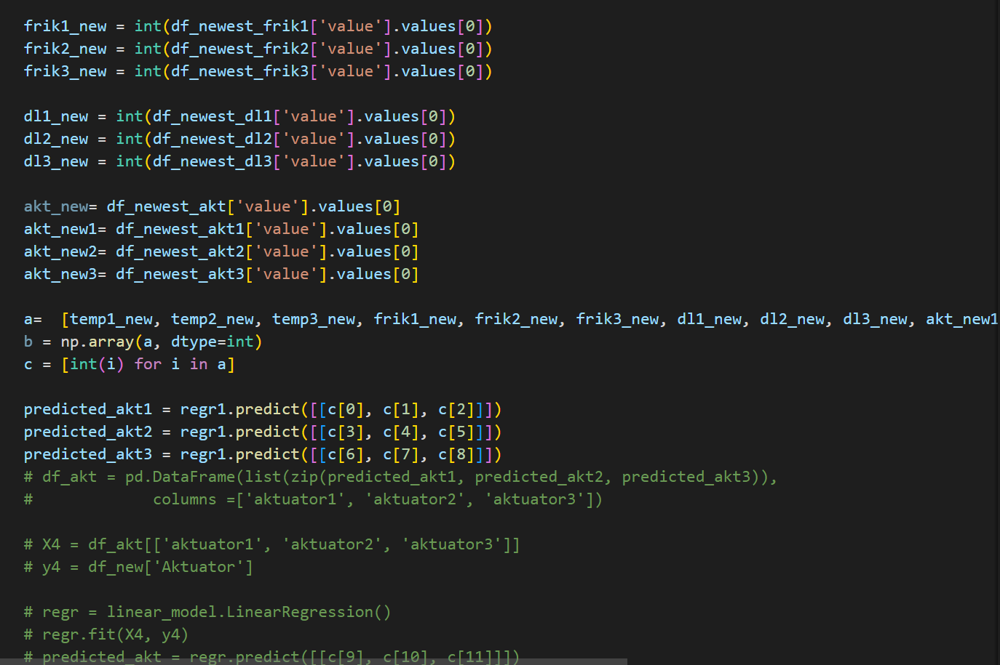 frik1_new = int(df_newest_frik1['value'].values[0])
frik2_new = int(df_newest_frik2['value'].values[0])
frik3_new = int(df_newest_frik3['value'].values[0])
dl1_new = int(df_newest_dl1['value'].values[0])
dl2_new = int(df_newest_dl2['value'].values[0])
dl3_new = int(df_newest_dl3['value'].values[0])
akt_new= df_newest_akt['value'].values[0]
akt_new1= df_newest_akt1['value'].values[0]
akt_new2= df_newest_akt2['value'].values[0]
akt_new3= df_newest_akt3['value'].values[0]
a=  [temp1_new, temp2_new, temp3_new, frik1_new, frik2_new, frik3_new, dl1_new, dl2_new, dl3_new, akt_new1
b = np.array(a, dtype=int)
c = [int(i) for i in a]
predicted_akt1 = regr1.predict([[c[0], c[1], c[2]]])
predicted_akt2 = regr1.predict([[c[3], c[4], c[5]]])
predicted_akt3 = regr1.predict([[c[6], c[7], c[8]]])
# df_akt = pd.DataFrame(list(zip(predicted_akt1, predicted_akt2, predicted_akt3)),
#             columns =['aktuator1', 'aktuator2', 'aktuator3'])
# X4 = df_akt[['aktuator1', 'aktuator2', 'aktuator3']]
# y4 = df_new['Aktuator']
# regr = linear_model.LinearRegression()
# regr.fit(X4, y4)
# predicted_akt = regr.predict([[c[9], c[10], c[11]]])